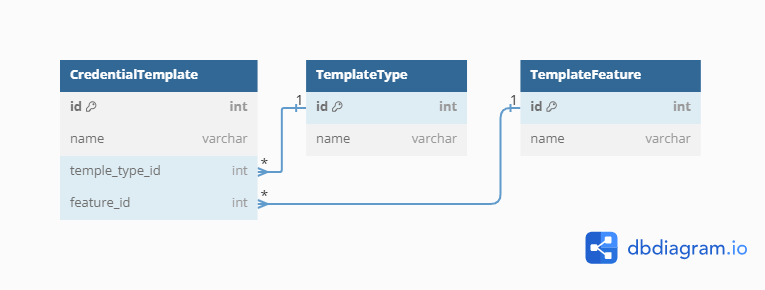 CredentialTemplate
id int
name varchar
temple_type_id int
feature_id int
TemplateType
id int
name varchar
TemplateFeature
id int
name varchar
1
*
1
*
dbdiagram.io